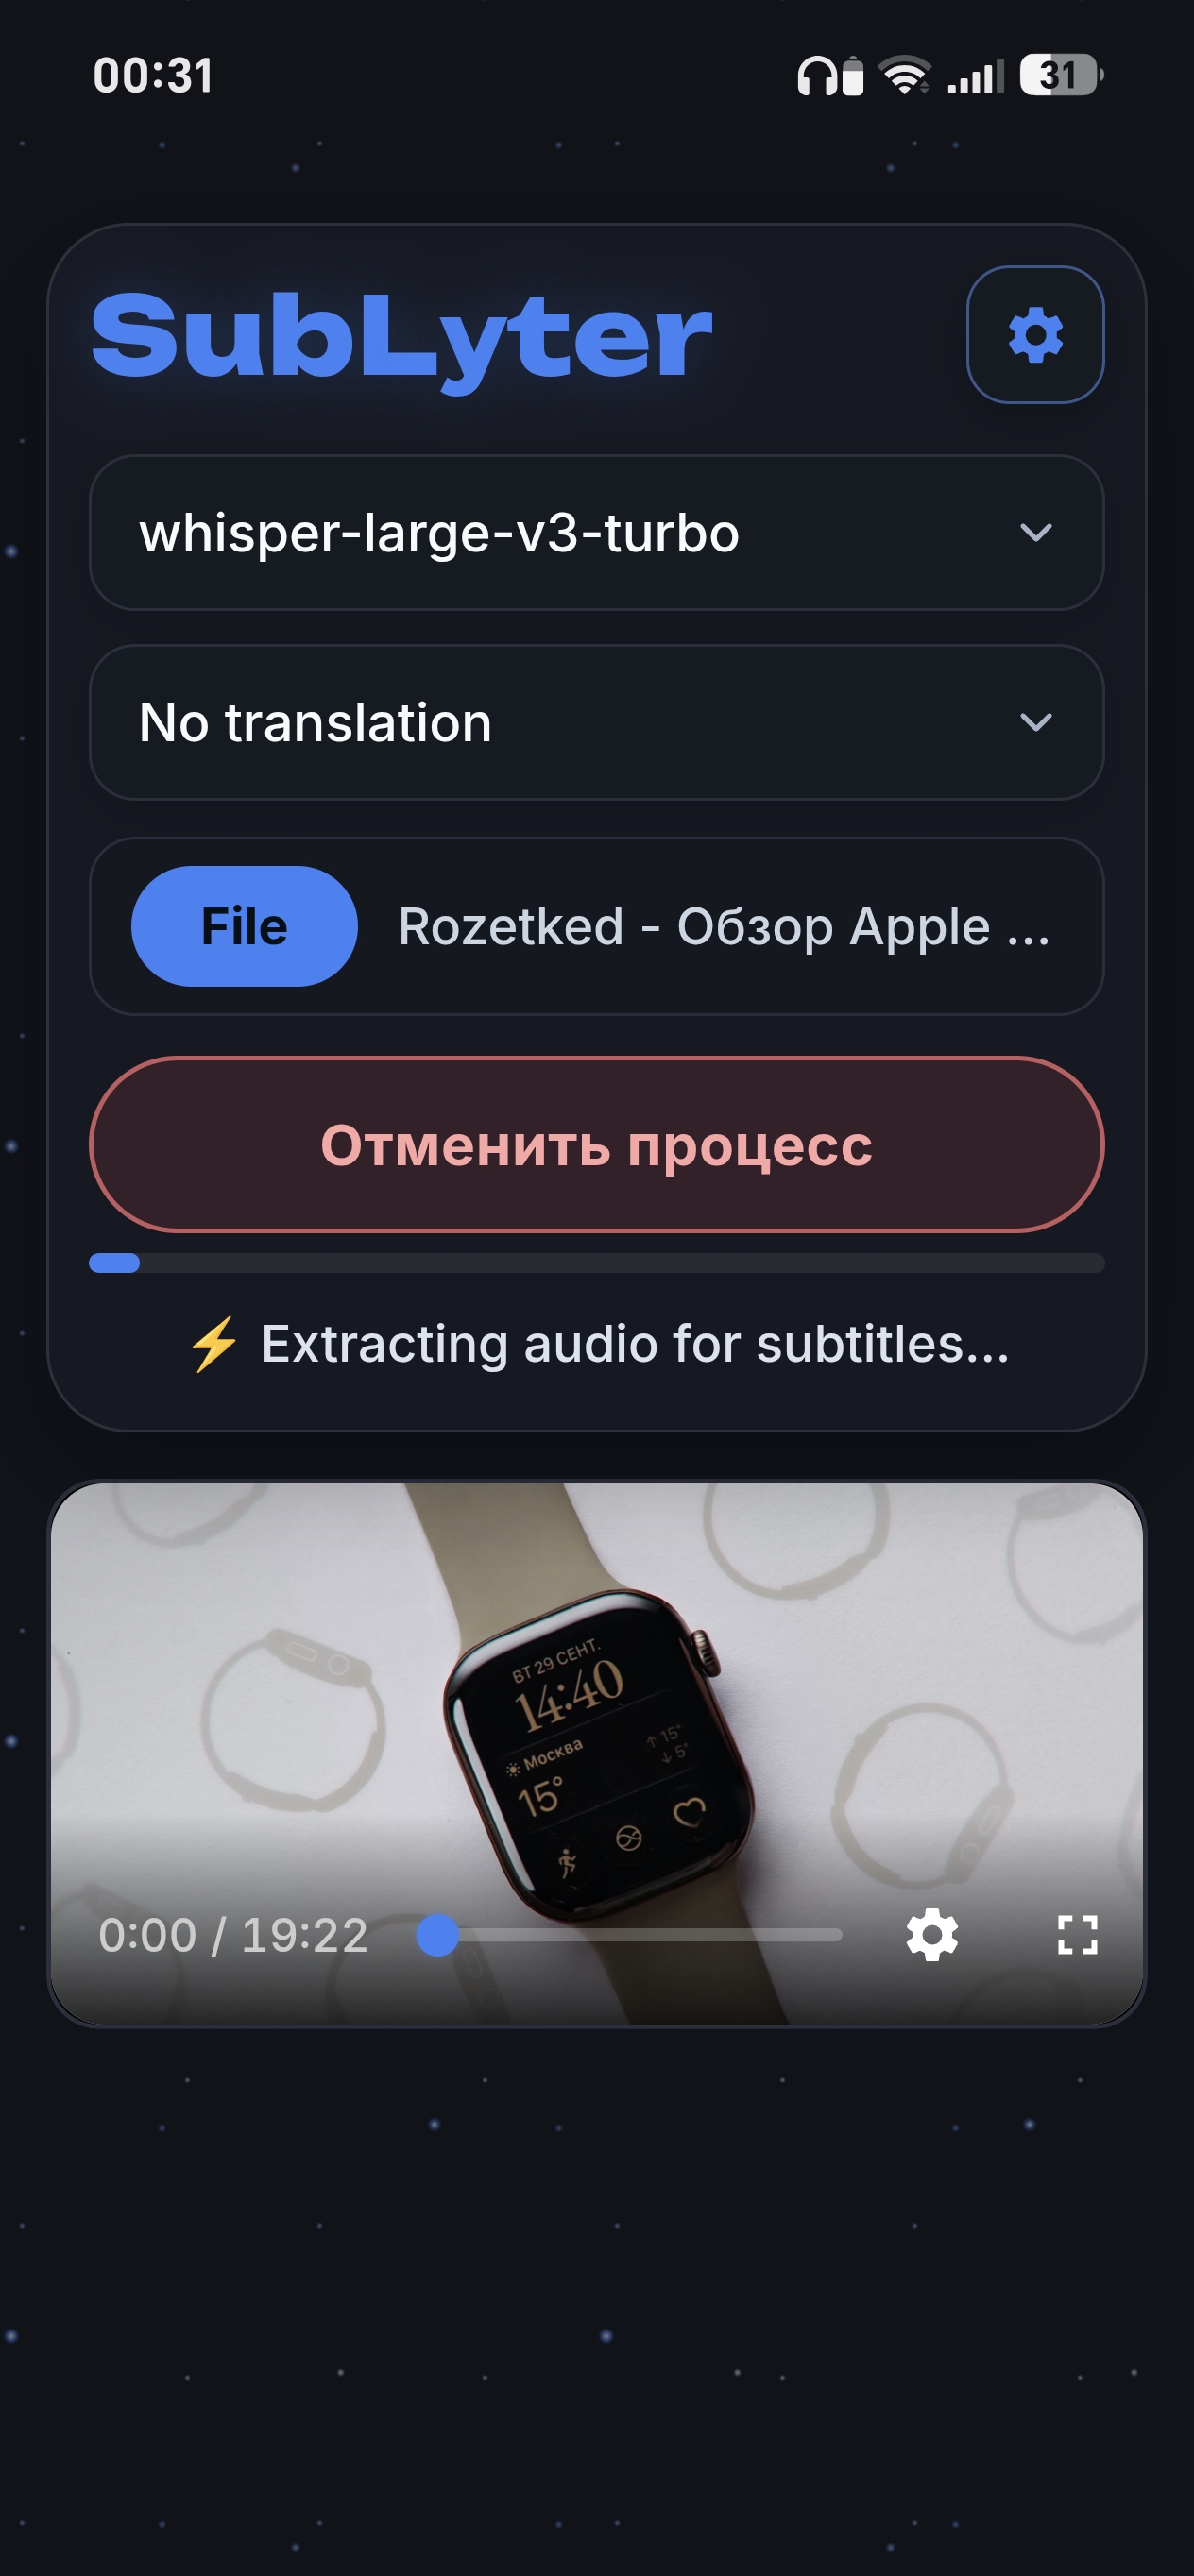 00:31
31
SubLyter
whisper-large-v3-turbo
No translation
File Rozetked - Обзор Apple ...
Отменить процесс
⚡ Extracting audio for subtitles...
ВТ 29 СЕНТ.
14:40
Москва ↑ 15°
↓ 5°
15°
0:00 / 19:22